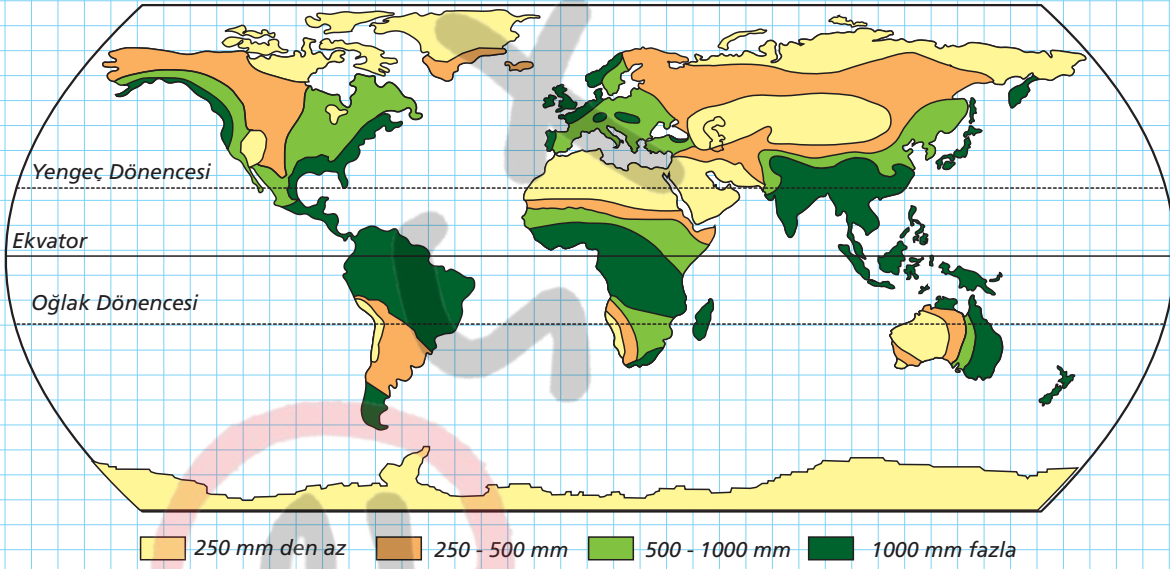 Yengeç Dönencesi
Ekvator
Oğlak Dönencesi
250 mm den az
250 - 500 mm
500 - 1000 mm
1000 mm fazla